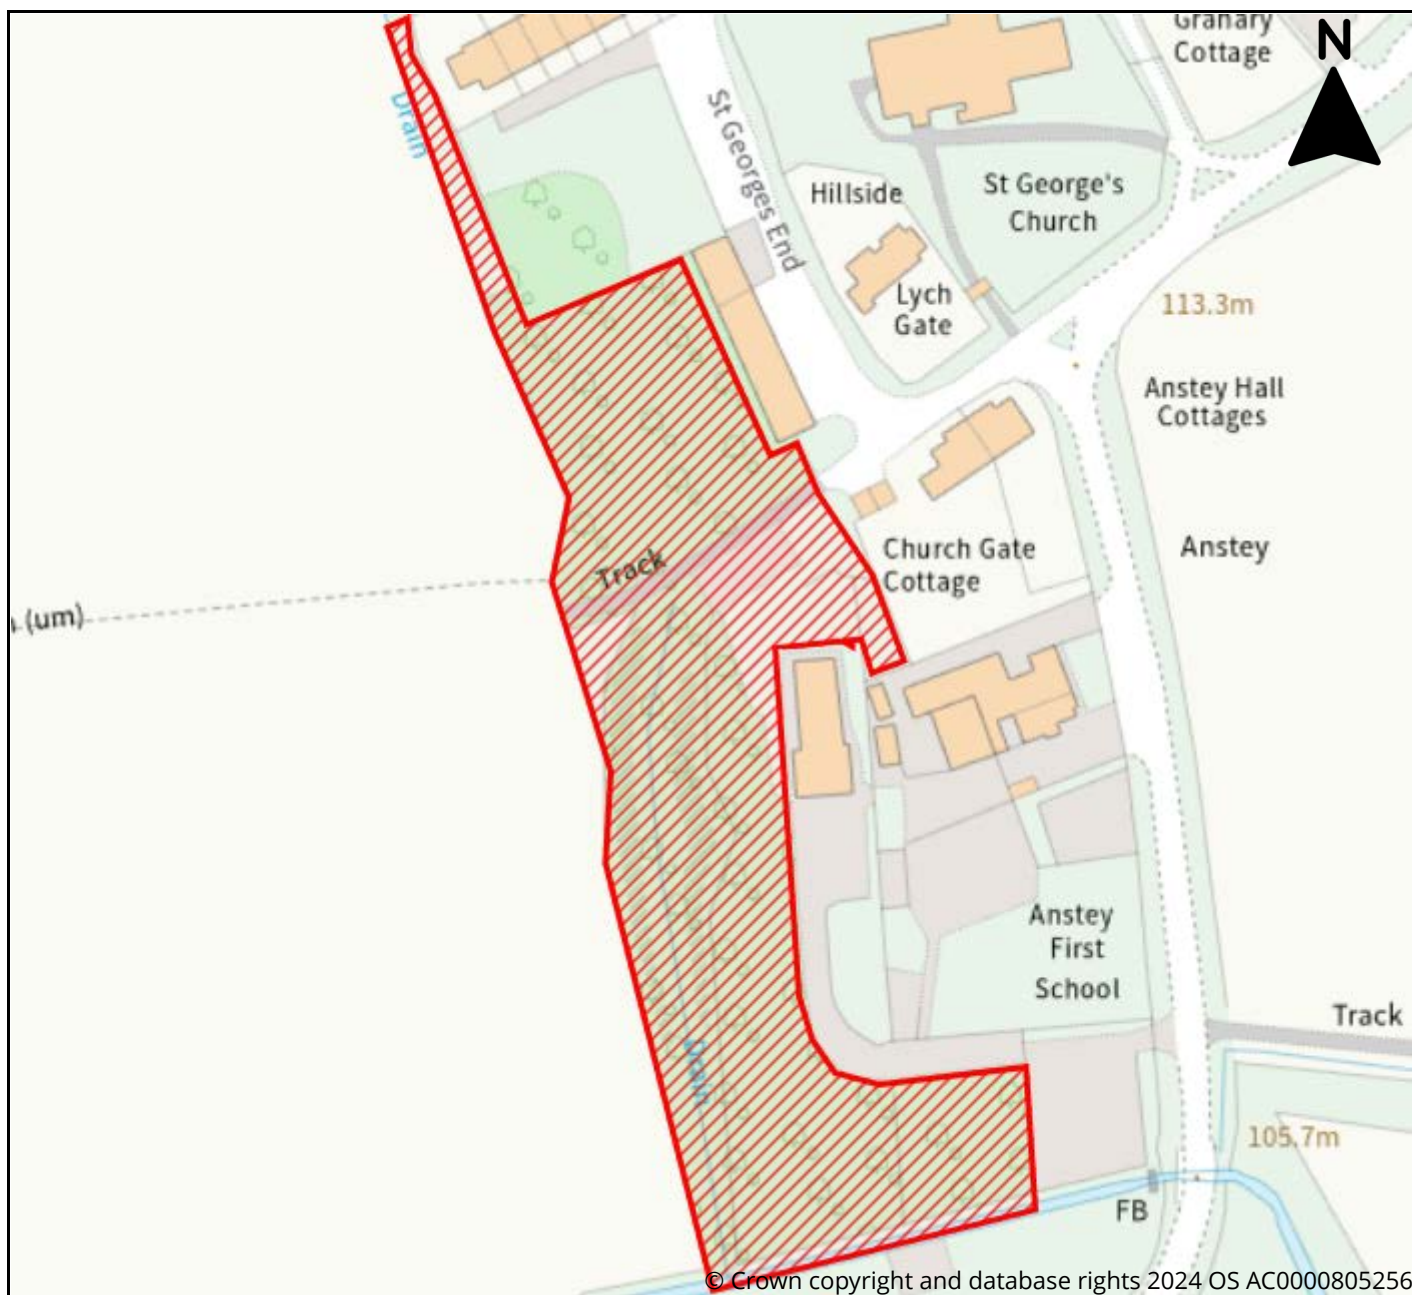 Granary
Cottage
N
Drain
St Georges End
Hillside
St George's
Church
Lych
Gate
113.3m
Anstey Hall
Cottages
Track
Church Gate
Cottage
Anstey
(um)
Anstey
First
School
Track
Drain
105.7m
FB
© Crown copyright and database rights 2024 OS AC0000805256